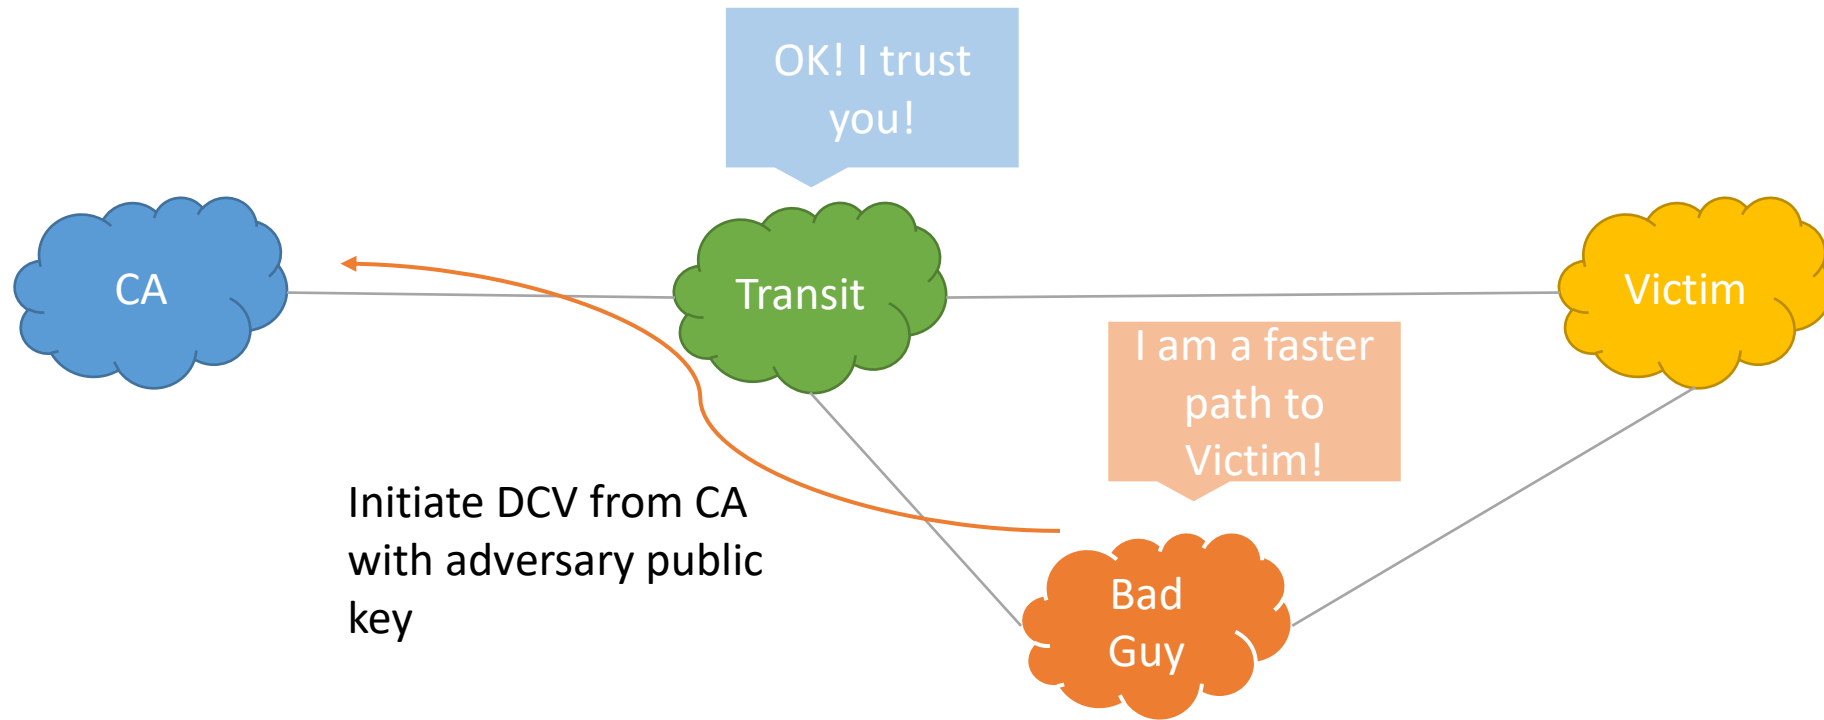 OK! I trust
you!
CA
Transit
Victim
I am a faster
path to
Victim!
Initiate DCV from CA
with adversary public
key
Bad
Guy